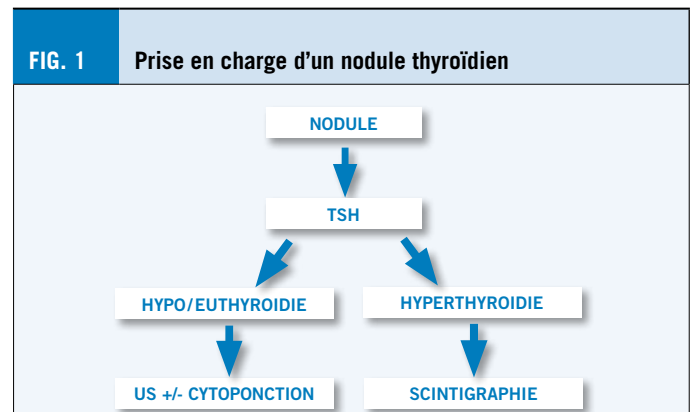 FIG. 1 Prise en charge d'un nodule thyroïdien
NODULE
TSH
HYPO/EUTHYROIDIE HYPERTHYROIDIE
US +/- CYTOPONCTION SCINTIGRAPHIE